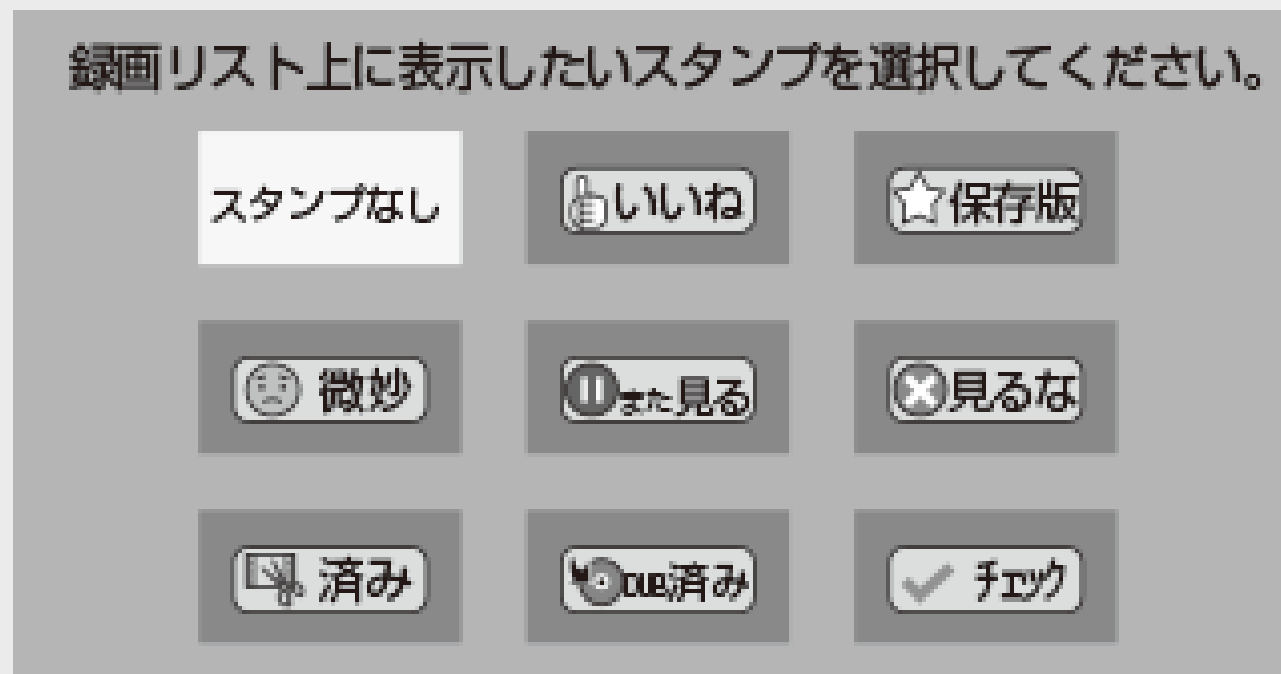 録画リスト上に表示したいスタンプを選択してください。
スタンプなし いいね 保存版
微妙 また見る 見るな
済み DUB済み チェック